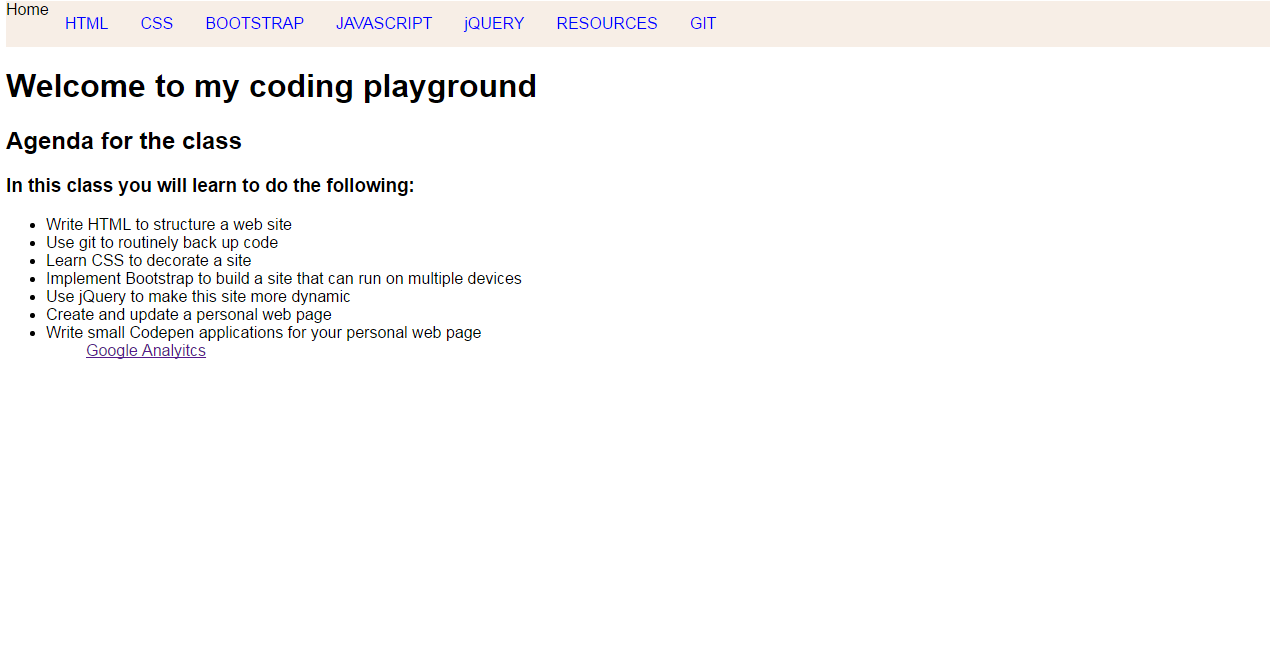 Home
HTML CSS BOOTSTRAP JAVASCRIPT jQUERY RESOURCES GIT
Welcome to my coding playground
Agenda for the class
In this class you will learn to do the following:
Write HTML to structure a web site
Use git to routinely back up code
Learn CSS to decorate a site
Implement Bootstrap to build a site that can run on multiple devices
Use jQuery to make this site more dynamic
Create and update a personal web page
Write small Codepen applications for your personal web page
Google Analyitcs